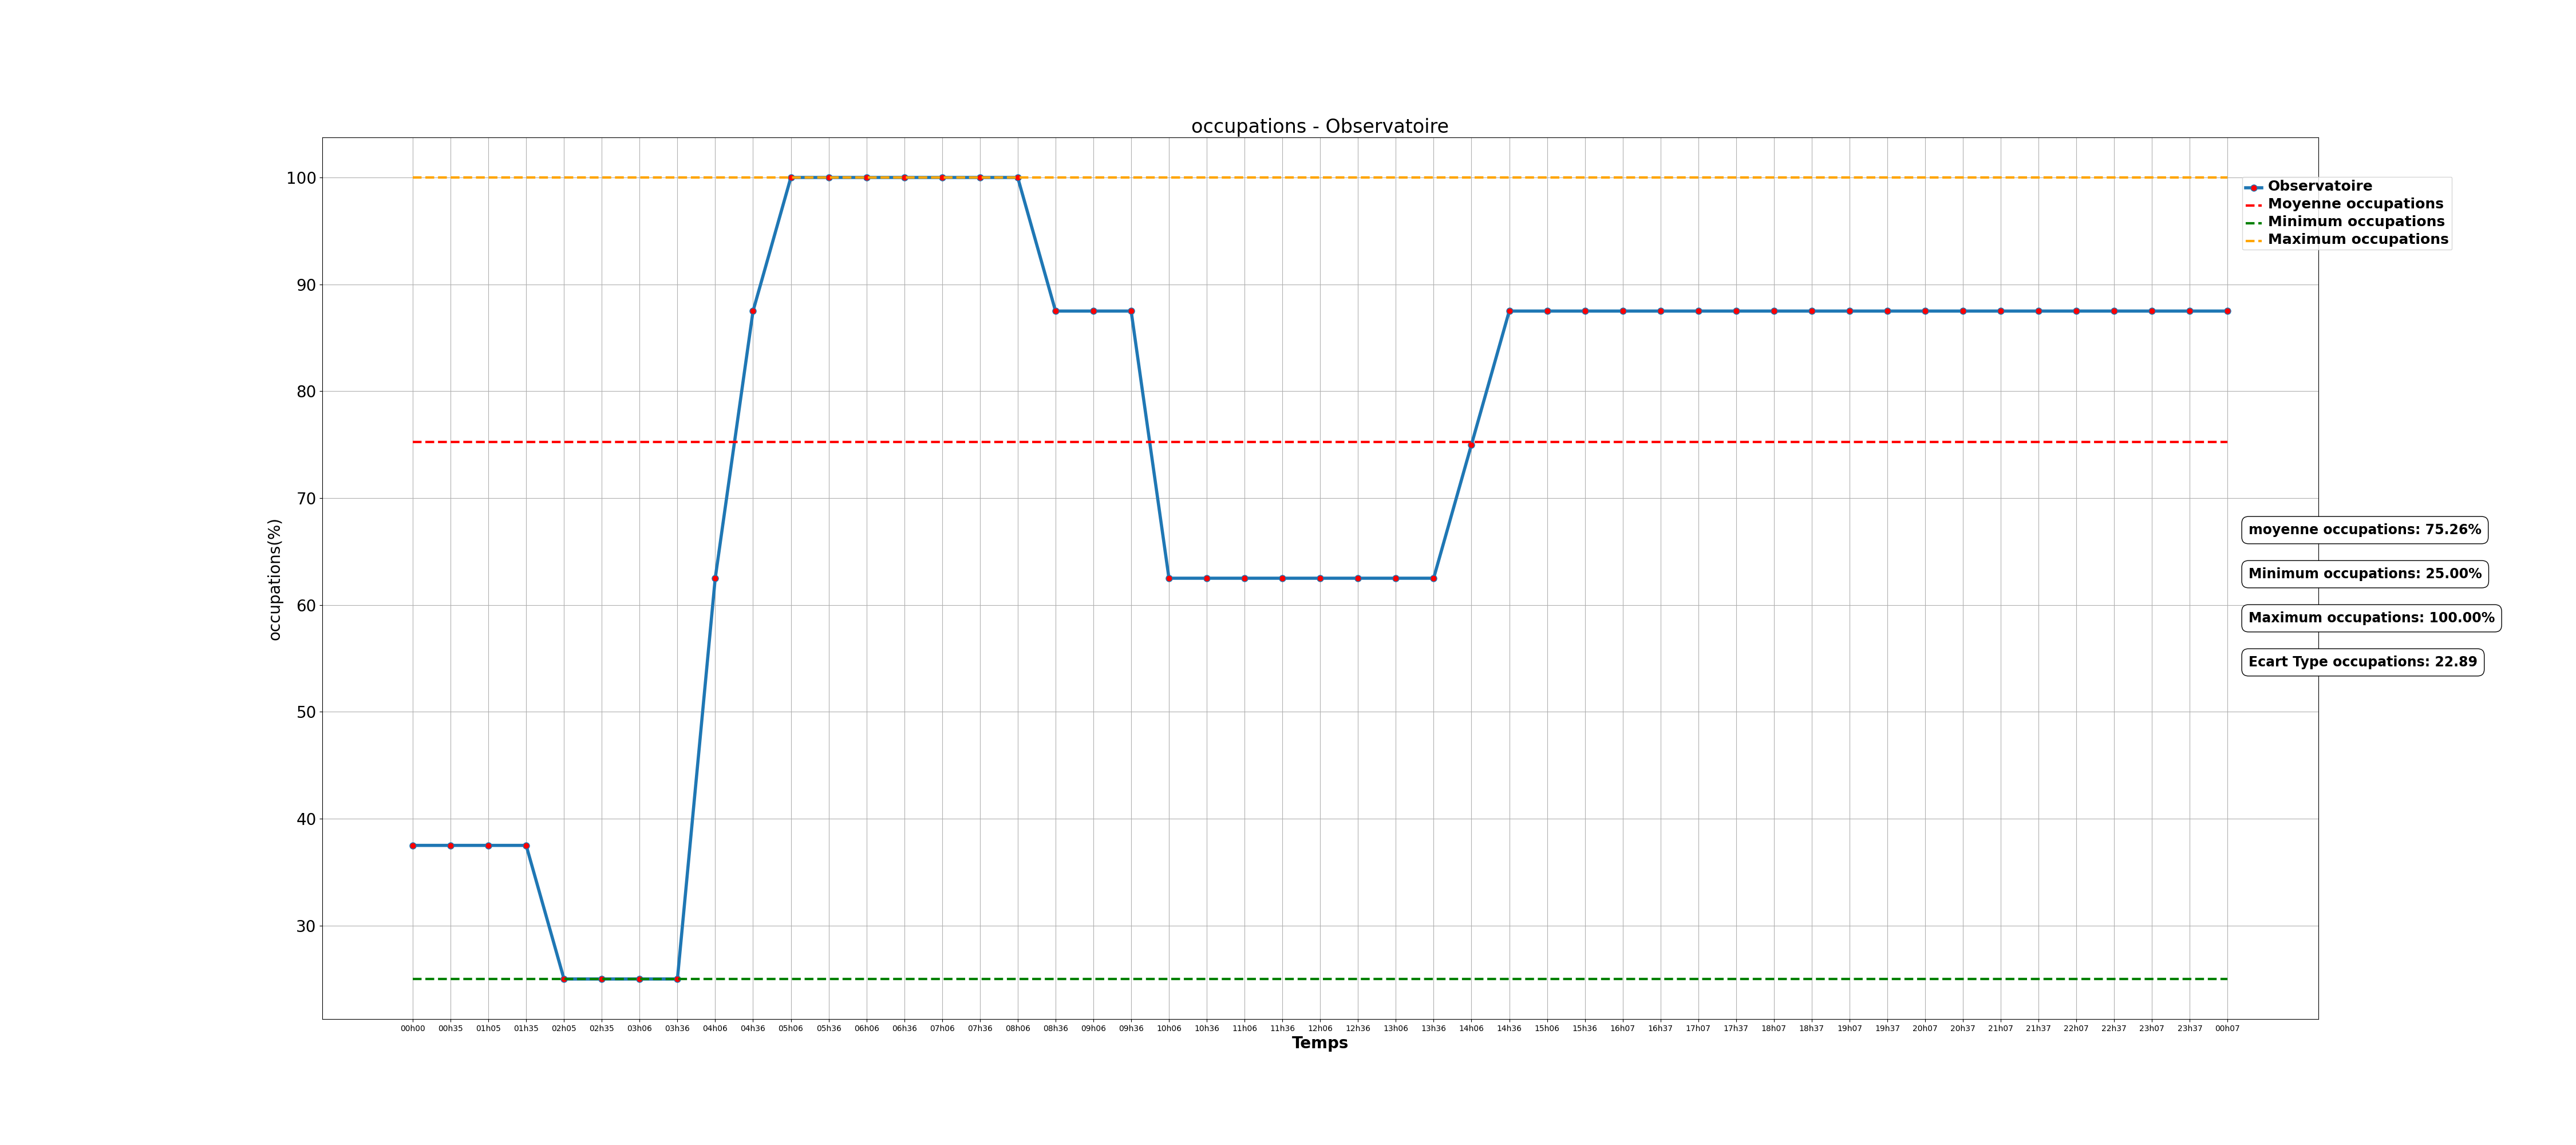 occupations - Observatoire
100
90
80
70
60
50
40
30
occupations(%)
Observatoire
Moyenne occupations
Minimum occupations
Maximum occupations
moyenne occupations: 75.26%
Minimum occupations: 25.00%
Maximum occupations: 100.00%
Ecart Type occupations: 22.89
00h00 00h35 01h05 01h35 02h05 02h35 03h06 03h36 04h06 04h36 05h06 05h36 06h06 06h36 07h06 07h36 08h06 08h36 09h06 09h36 10h06 10h36 11h06 11h36 12h06 12h36 13h06 13h36 14h06 14h36 15h06 15h36 16h07 16h37 17h07 17h37 18h07 18h37 19h07 19h37 20h07 20h37 21h07 21h37 22h07 22h37 23h07 23h37 00h07
Temps